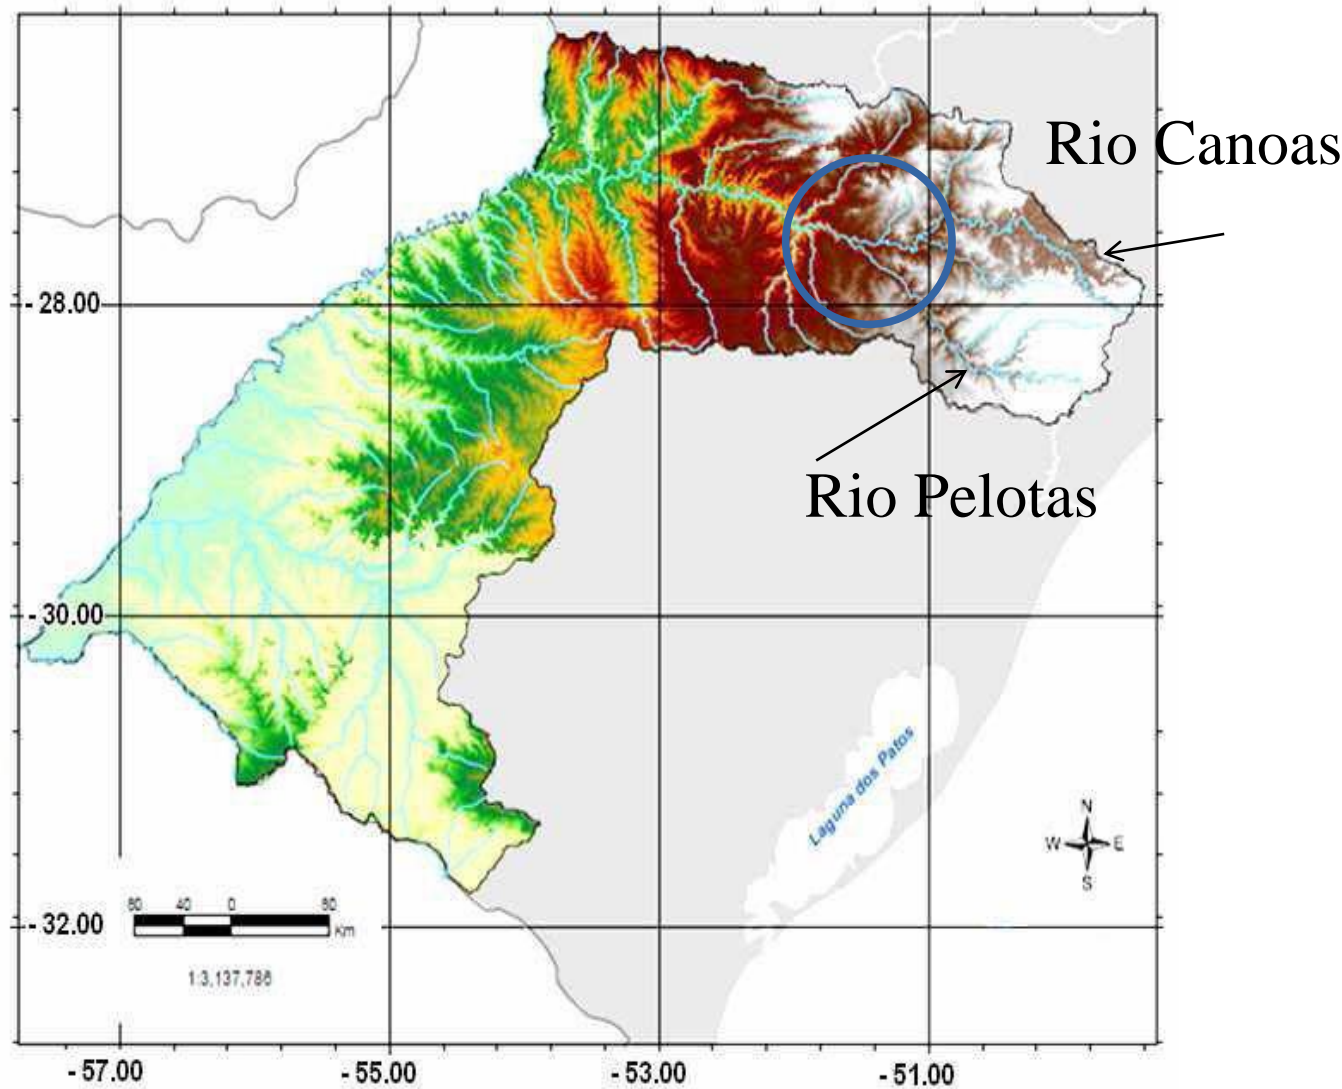 Rio Canoas
- 28.00
Rio Pelotas
- 30.00
Laguna dos Patos
N
W E
S
80 40 0 80
Km
- 32.00
1:3,137,786
- 57.00 - 55.00 - 53.00 - 51.00